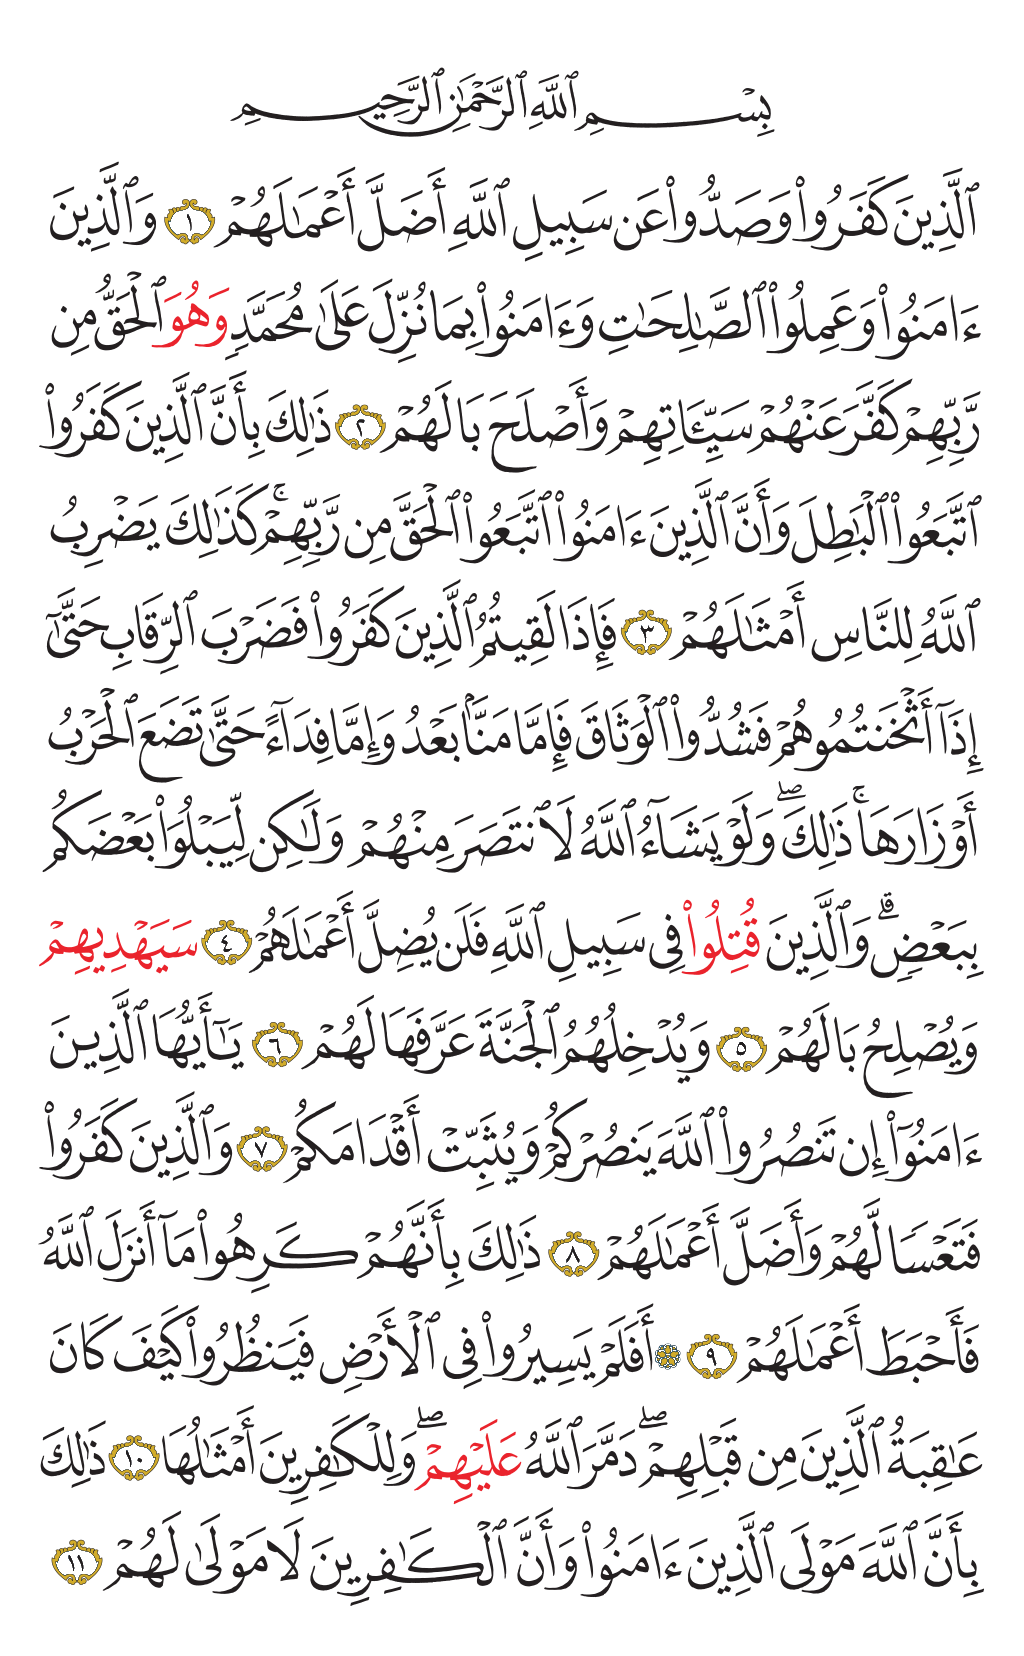 بِسْمِ ٱللَّهِ ٱلرَّحْمَٰنِ ٱلرَّحِيمِ
ٱلَّذِينَ كَفَرُوا۟ وَصَدُّوا۟ عَن سَبِيلِ ٱللَّهِ أَضَلَّ أَعْمَٰلَهُمْ ١ وَٱلَّذِينَ
ءَامَنُوا۟ وَعَمِلُوا۟ ٱلصَّٰلِحَٰتِ وَءَامَنُوا۟ بِمَا نُزِّلَ عَلَىٰ مُحَمَّدٍ وَهُوَ ٱلْحَقُّ مِن
رَّبِّهِمْ كَفَّرَ عَنْهُمْ سَيِّـَٔاتِهِمْ وَأَصْلَحَ بَالَهُمْ ٢ ذَٰلِكَ بِأَنَّ ٱلَّذِينَ كَفَرُوا۟
ٱتَّبَعُوا۟ ٱلْبَٰطِلَ وَأَنَّ ٱلَّذِينَ ءَامَنُوا۟ ٱتَّبَعُوا۟ ٱلْحَقَّ مِن رَّبِّهِمْ ۚ كَذَٰلِكَ يَضْرِبُ
ٱللَّهُ لِلنَّاسِ أَمْثَٰلَهُمْ ٣ فَإِذَا لَقِيتُمُ ٱلَّذِينَ كَفَرُوا۟ فَضَرْبَ ٱلرِّقَابِ حَتَّىٰٓ
إِذَآ أَثْخَنتُمُوهُمْ فَشُدُّوا۟ ٱلْوَثَاقَ فَإِمَّا مَنًّۢا بَعْدُ وَإِمَّا فِدَآءً حَتَّىٰ تَضَعَ ٱلْحَرْبُ
أَوْزَارَهَا ۚ ذَٰلِكَ ۖ وَلَوْ يَشَآءُ ٱللَّهُ لَٱنتَصَرَ مِنْهُمْ وَلَٰكِن لِّيَبْلُوَا۟ بَعْضَكُم
بِبَعْضٍ ۗ وَٱلَّذِينَ قُتِلُوا۟ فِى سَبِيلِ ٱللَّهِ فَلَن يُضِلَّ أَعْمَٰلَهُمْ ٤ سَيَهْدِيهِمْ
وَيُصْلِحُ بَالَهُمْ ٥ وَيُدْخِلُهُمُ ٱلْجَنَّةَ عَرَّفَهَا لَهُمْ ٦ يَٰٓأَيُّهَا ٱلَّذِينَ
ءَامَنُوٓا۟ إِن تَنصُرُوا۟ ٱللَّهَ يَنصُرْكُمْ وَيُثَبِّتْ أَقْدَامَكُمْ ٧ وَٱلَّذِينَ كَفَرُوا۟
فَتَعْسًا لَّهُمْ وَأَضَلَّ أَعْمَٰلَهُمْ ٨ ذَٰلِكَ بِأَنَّهُمْ كَرِهُوا۟ مَآ أَنزَلَ ٱللَّهُ
فَأَحْبَطَ أَعْمَٰلَهُمْ ٩ ۞ أَفَلَمْ يَسِيرُوا۟ فِى ٱلْأَرْضِ فَيَنظُرُوا۟ كَيْفَ كَانَ
عَٰقِبَةُ ٱلَّذِينَ مِن قَبْلِهِمْ ۖ دَمَّرَ ٱللَّهُ عَلَيْهِمْ ۖ وَلِلْكَٰفِرِينَ أَمْثَٰلُهَا ١٠ ذَٰلِكَ
بِأَنَّ ٱللَّهَ مَوْلَى ٱلَّذِينَ ءَامَنُوا۟ وَأَنَّ ٱلْكَٰفِرِينَ لَا مَوْلَىٰ لَهُمْ ١١